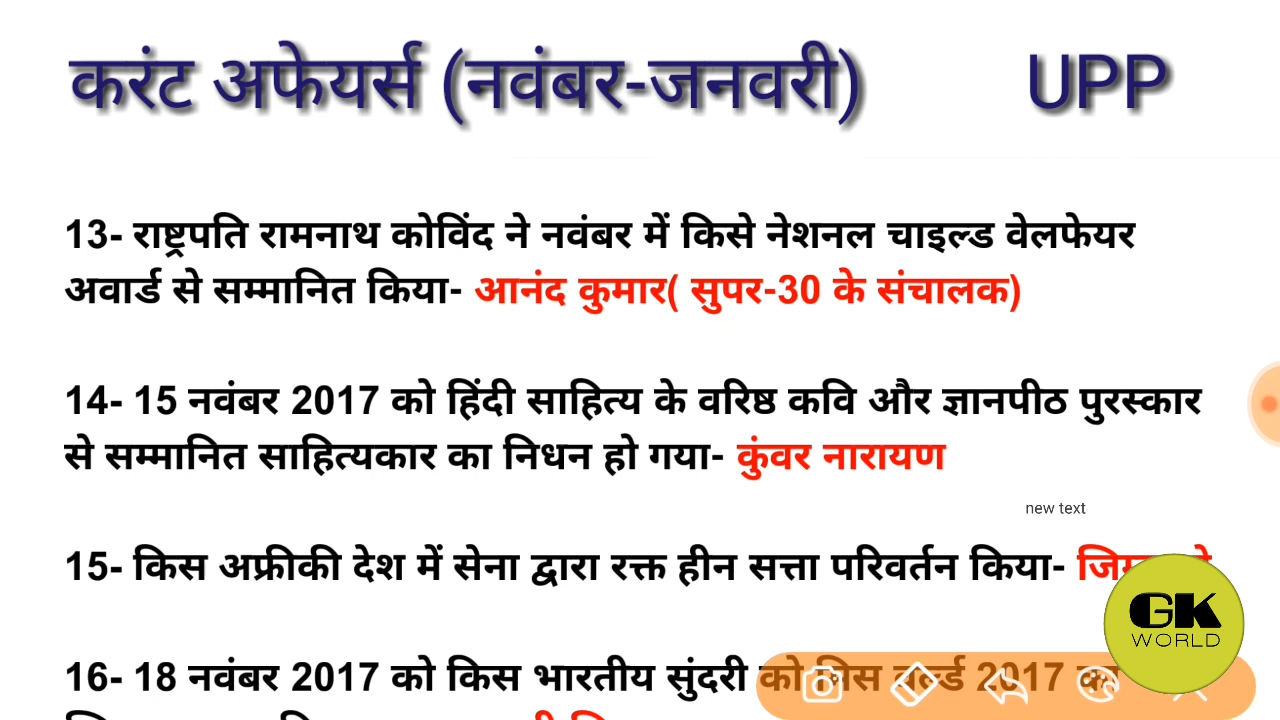 करंट अफेयर्स (नवंबर-जनवरी) UPP
13- राष्ट्रपति रामनाथ कोविंद ने नवंबर में किसे नेशनल चाइल्ड वेलफेयर
अवार्ड से सम्मानित किया- आनंद कुमार( सुपर-30 के संचालक)
14- 15 नवंबर 2017 को हिंदी साहित्य के वरिष्ठ कवि और ज्ञानपीठ पुरस्कार
से सम्मानित साहित्यकार का निधन हो गया- कुंवर नारायण
new text
15- किस अफ्रीकी देश में सेना द्वारा रक्त हीन सत्ता परिवर्तन किया-
GK
WORLD
16- 18 नवंबर 2017 को किस भारतीय सुंदरी को मिस वर्ल्ड 2017 का